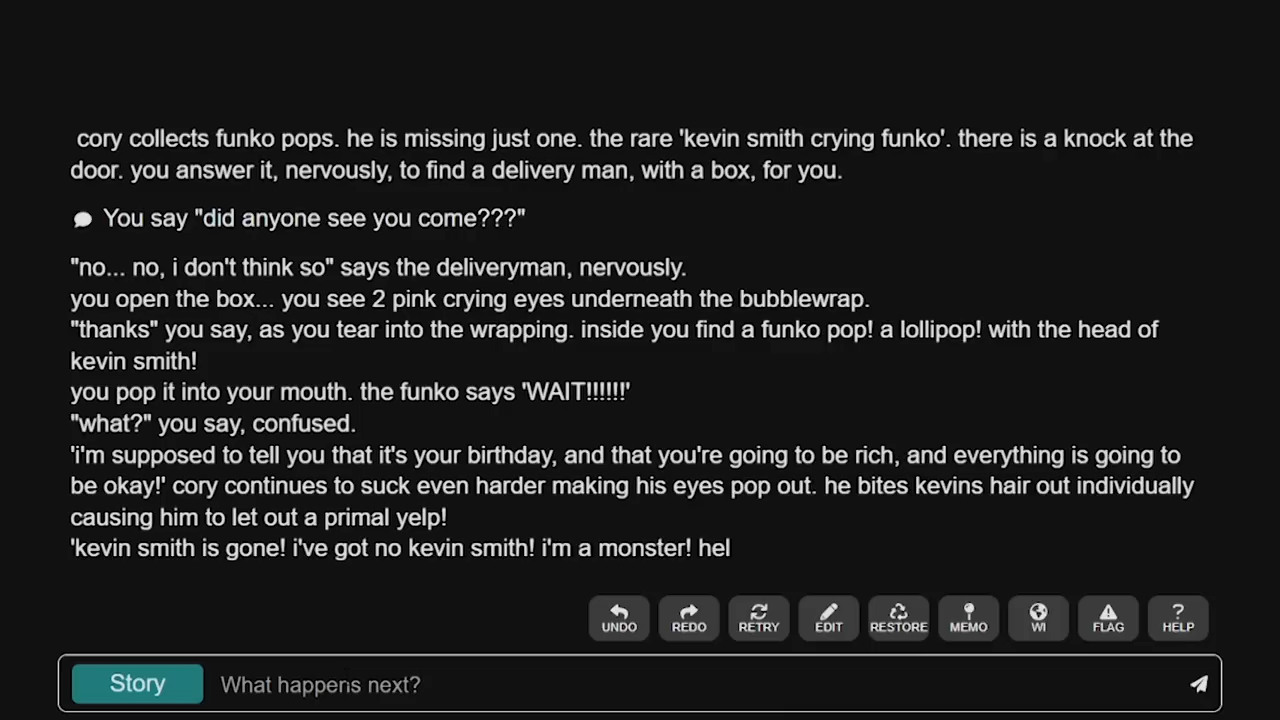 cory collects funko pops. he is missing just one. the rare 'kevin smith crying funko'. there is a knock at the
door. you answer it, nervously, to find a delivery man, with a box, for you.
You say "did anyone see you come???"
"no... no, i don't think so" says the deliveryman, nervously.
you open the box... you see 2 pink crying eyes underneath the bubblewrap.
"thanks" you say, as you tear into the wrapping. inside you find a funko pop! a lollipop! with the head of
kevin smith!
you pop it into your mouth. the funko says 'WAIT!!!!!!'
"what?" you say, confused.
'i'm supposed to tell you that it's your birthday, and that you're going to be rich, and everything is going to
be okay!' cory continues to suck even harder making his eyes pop out. he bites kevins hair out individually
causing him to let out a primal yelp!
'kevin smith is gone! i've got no kevin smith! i'm a monster! hel
UNDO REDO RETRY EDIT RESTORE MEMO WI FLAG HELP
Story What happens next?